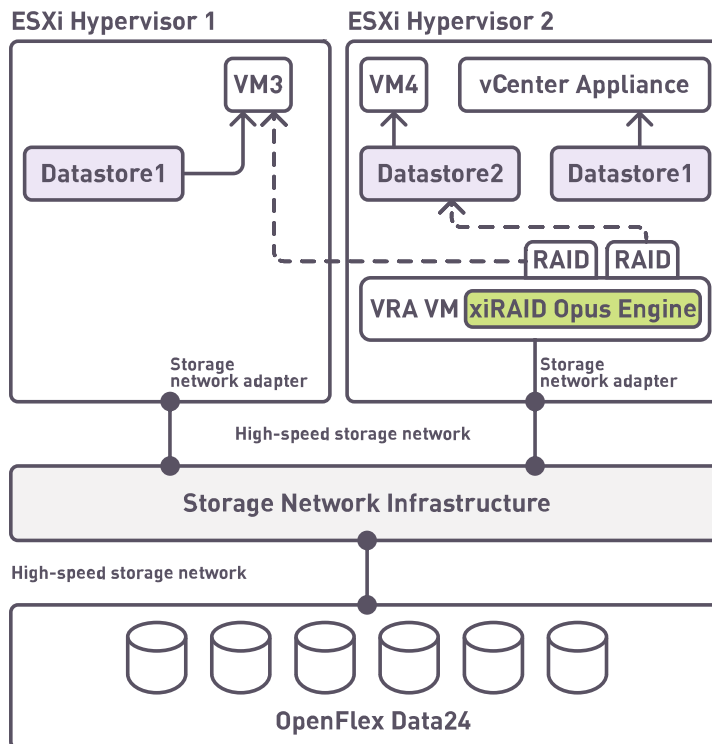 ESXi Hypervisor 1
ESXi Hypervisor 2
VM3
VM4
vCenter Appliance
Datastore1
Datastore2
Datastore1
RAID
RAID
VRA VM
xiRAID Opus Engine
Storage
network adapter
Storage
network adapter
High-speed storage network
Storage Network Infrastructure
High-speed storage network
OpenFlex Data24